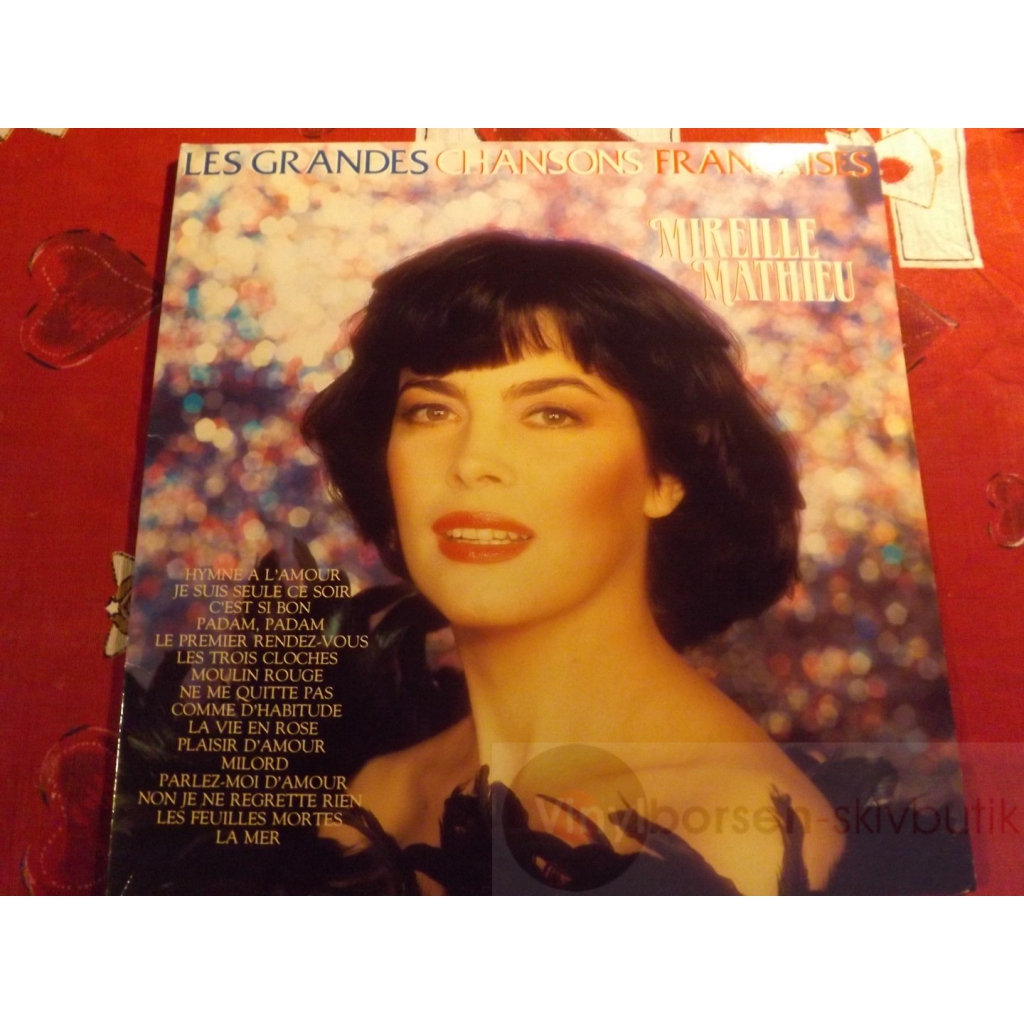 LES GRANDES CHANSONS FRANÇAISES
MIREILLE
MATHIEU
HYMNE A L'AMOUR
JE SUIS SEULE CE SOIR
C'EST SI BON
PADAM, PADAM
LE PREMIER RENDEZ-VOUS
LES TROIS CLOCHES
MOULIN ROUGE
NE ME QUITTE PAS
COMME D'HABITUDE
LA VIE EN ROSE
PLAISIR D'AMOUR
MILORD
PARLEZ-MOI D'AMOUR
NON JE NE REGRETTE RIEN
LES FEUILLES MORTES
LA MER
Vinylborsen-skivbutik